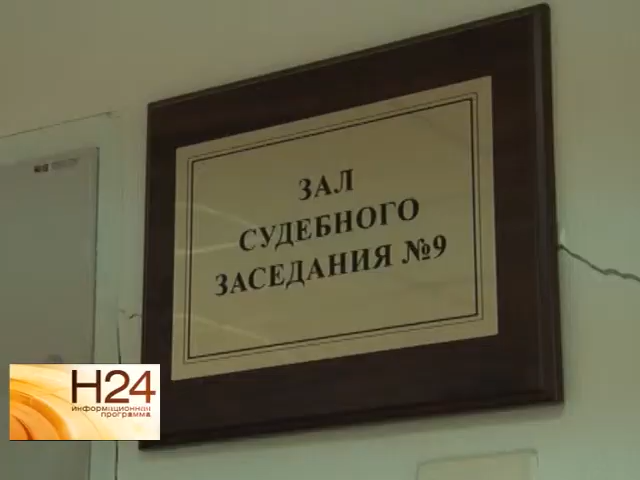 ЗАЛ
СУДЕБНОГО
ЗАСЕДАНИЯ №9
Н24
информационная
программа